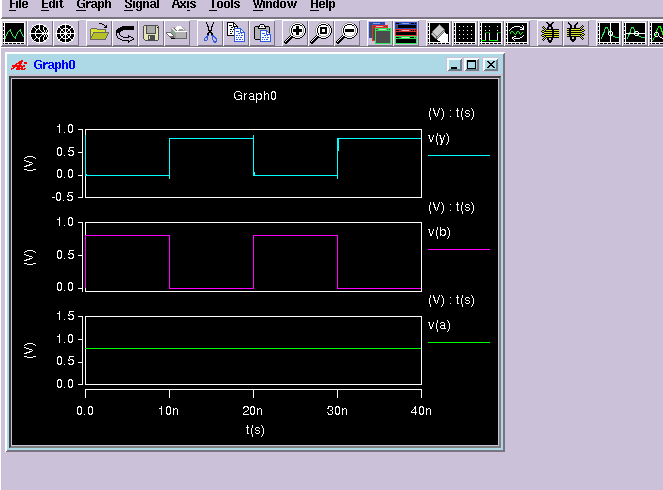 File Edit Graph Signal Axis Tools Window Help
Graph0
Graph0
(V) : t(s)
v(y)
1.0
0.5
0.0
-0.5
(V)
(V) : t(s)
v(b)
1.0
0.5
0.0
(V)
(V) : t(s)
v(a)
1.5
1.0
0.5
0.0
(V)
0.0 10n 20n 30n 40n
t(s)